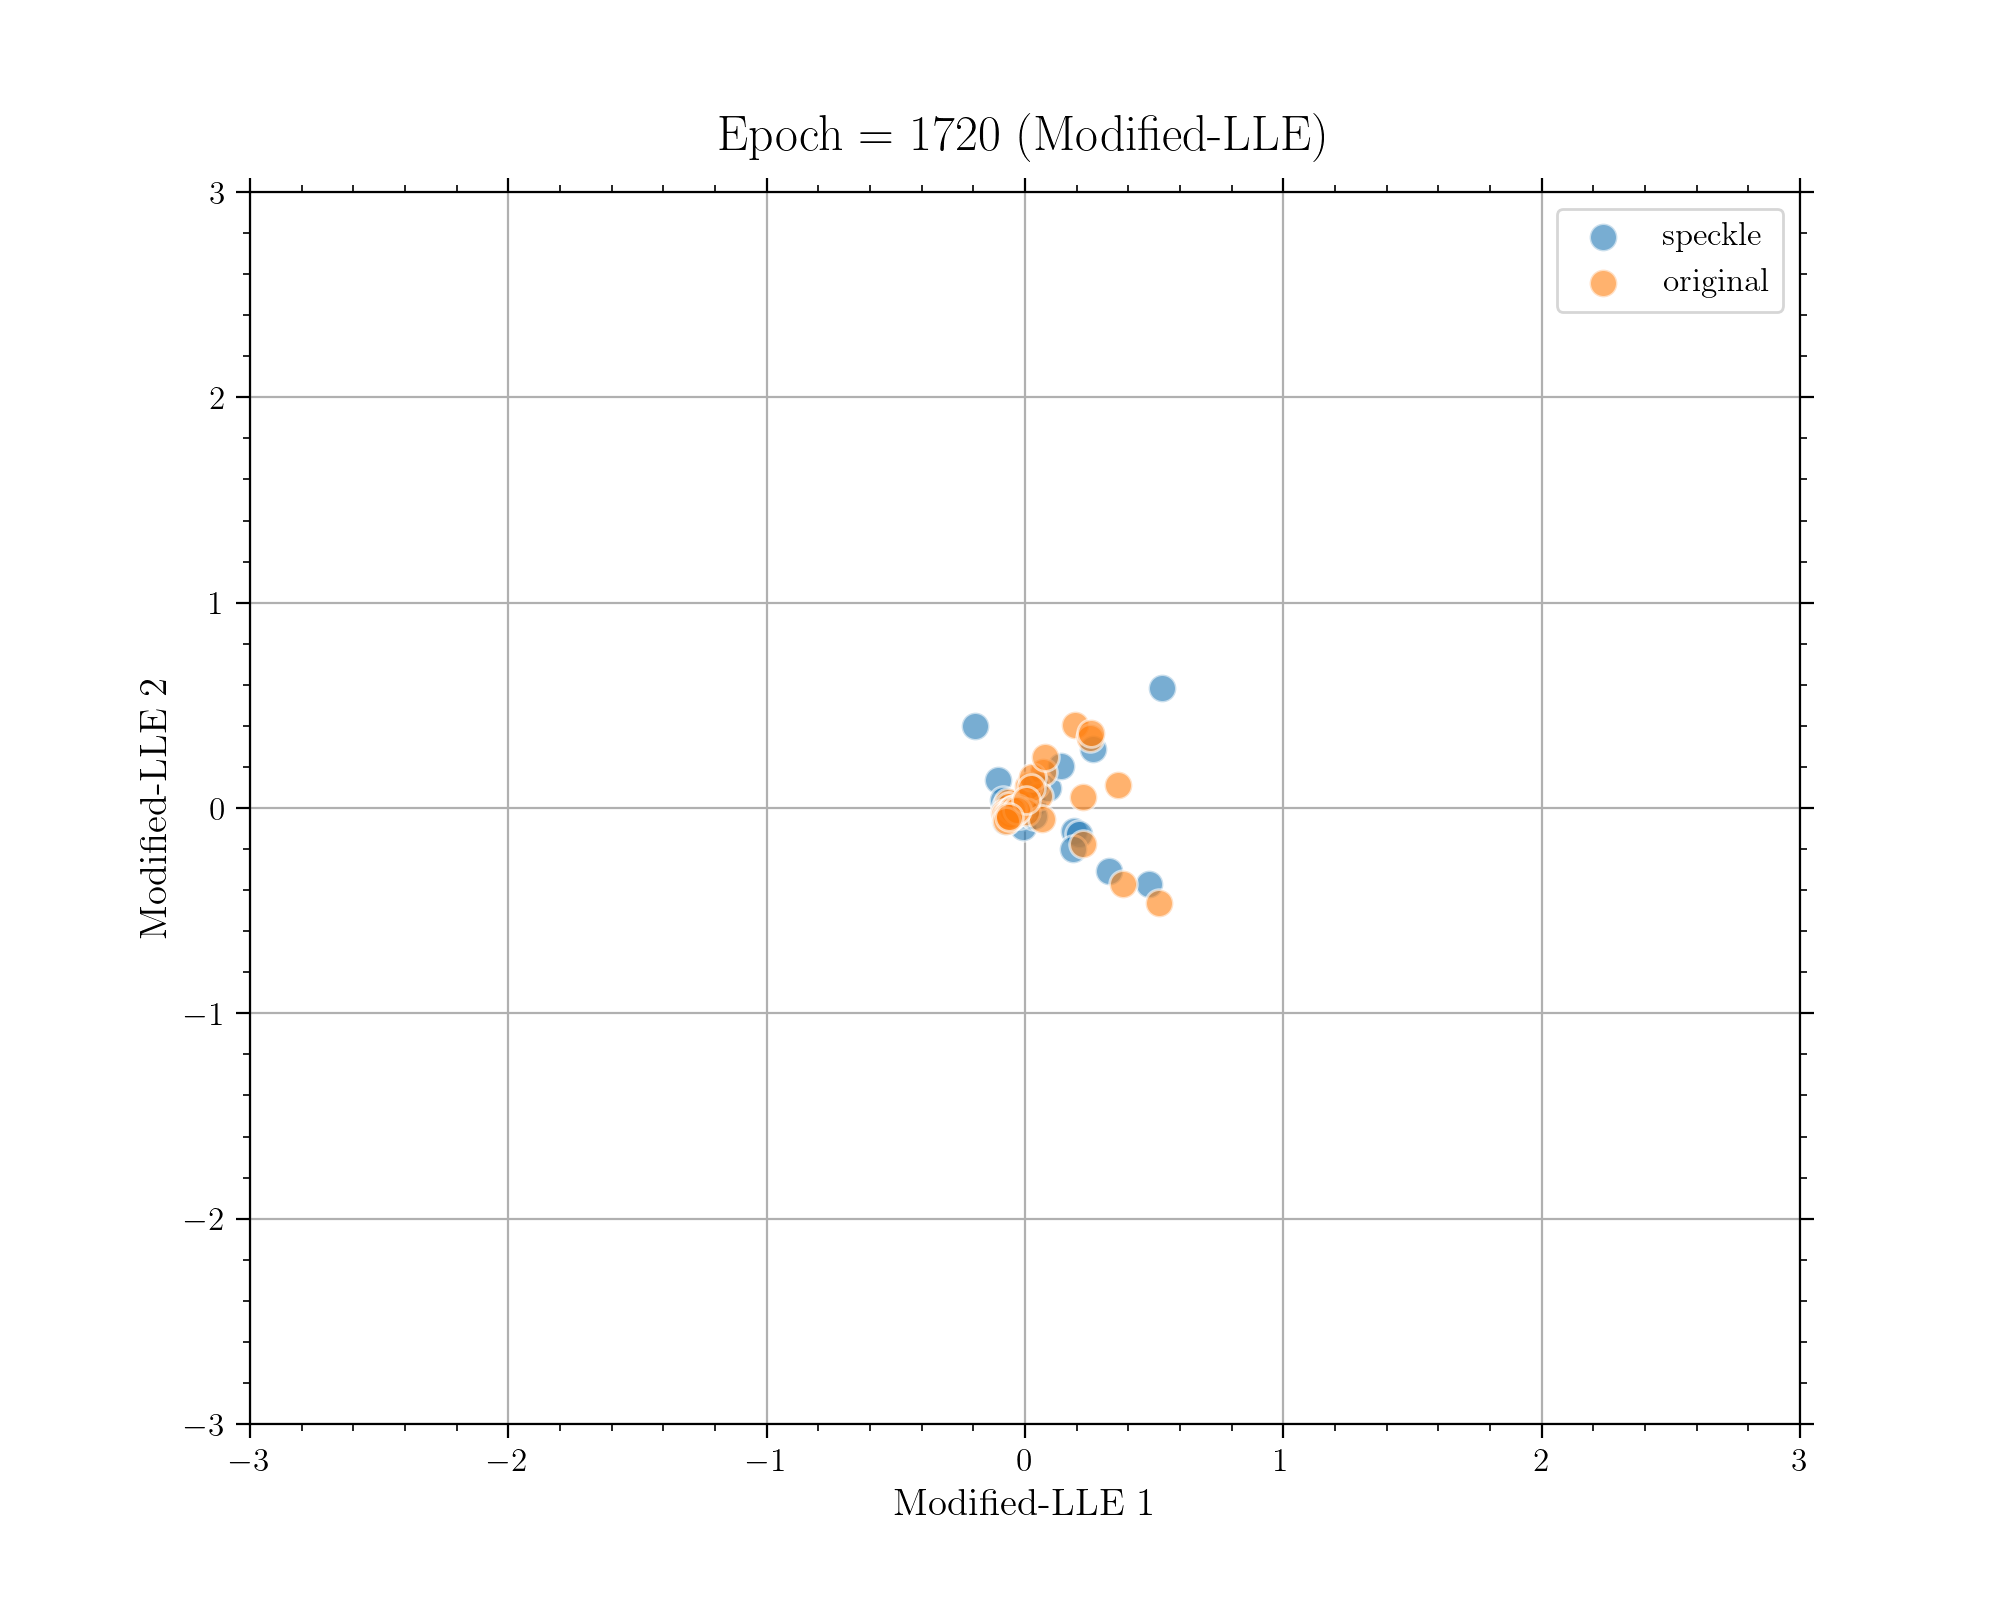 Epoch = 1720 (Modified-LLE)
speckle
original
3
2
1
0
−1
−2
−3
Modified-LLE 2
−3
−2
−1
0
1
2
3
Modified-LLE 1